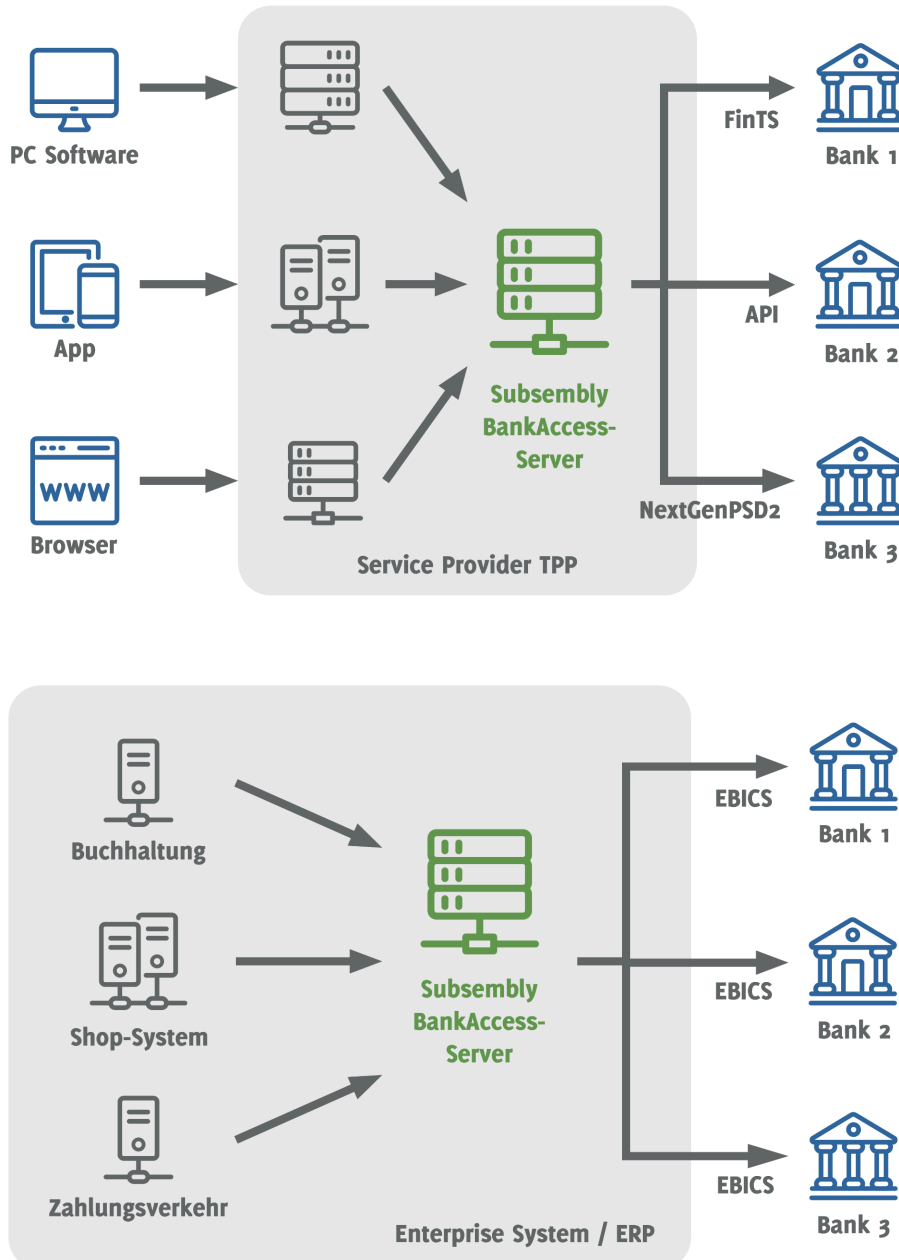 PC Software
App
WWW
Browser
Subsembly
BankAccess-
Server
Service Provider TPP
FinTS
Bank 1
API
Bank 2
NextGenPSD2
Bank 3
Buchhaltung
Shop-System
Zahlungsverkehr
Subsembly
BankAccess-
Server
Enterprise System / ERP
EBICS
Bank 1
EBICS
Bank 2
EBICS
Bank 3